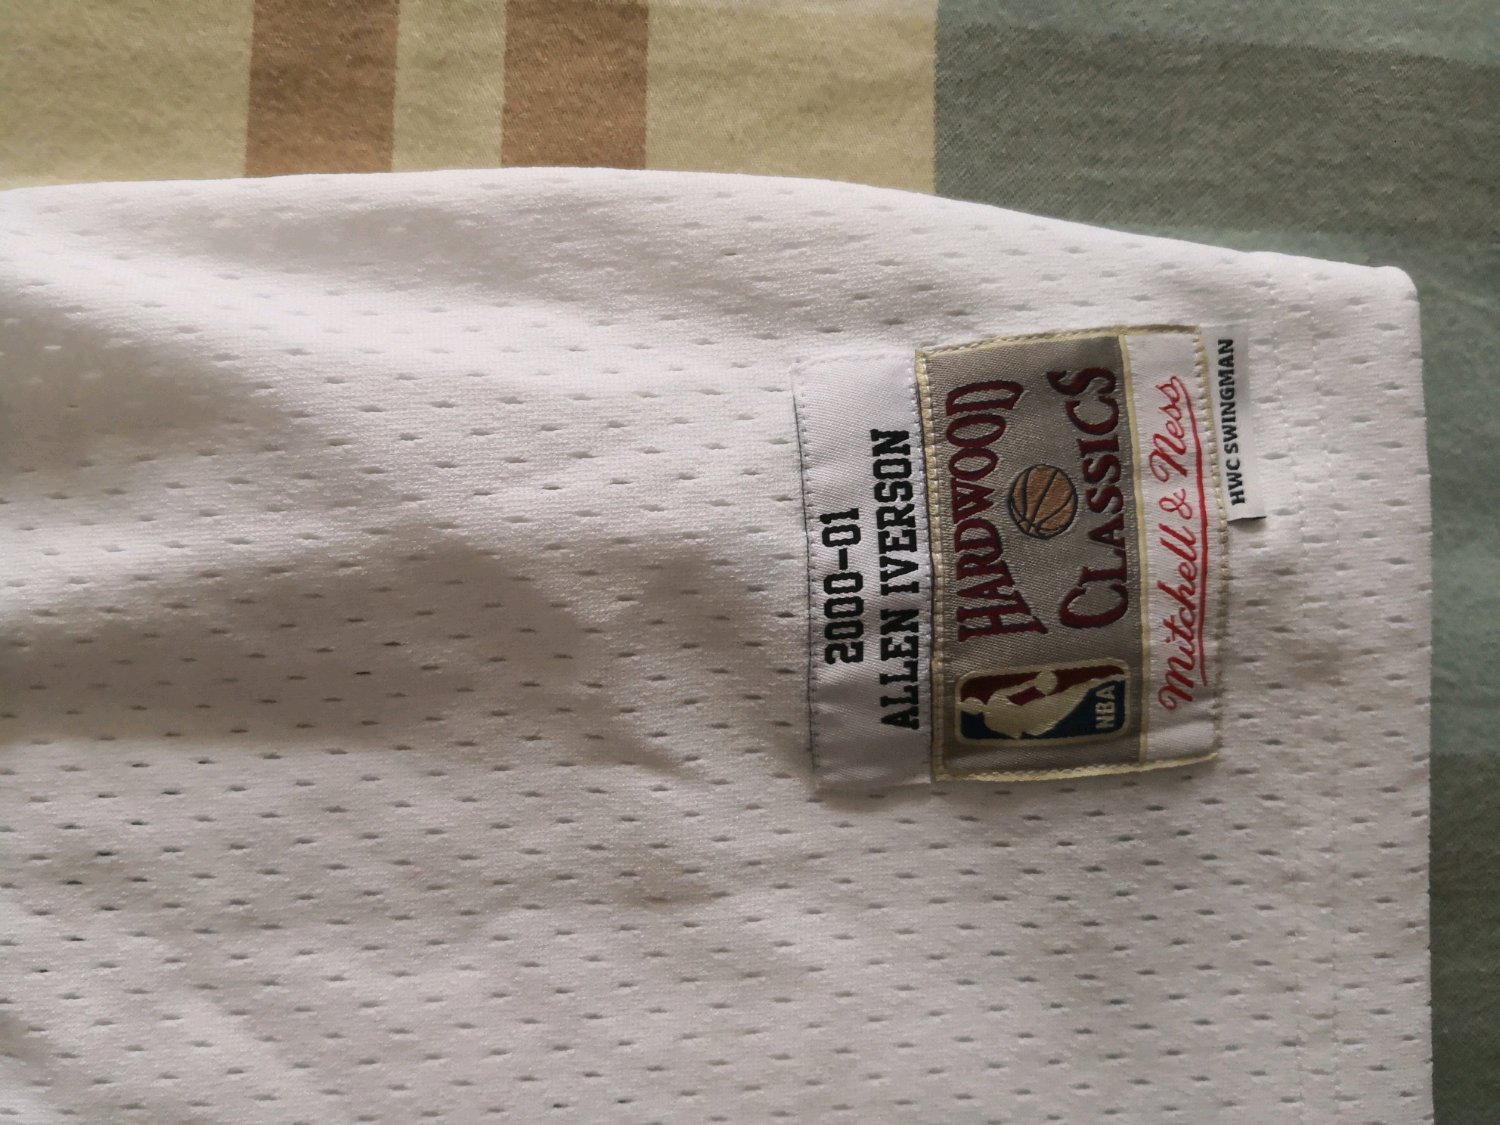 2000-01
ALLEN IVERSON
HARDWOOD
CLASSICS
NBA
Mitchell & Ness
HWC SWINGMAN